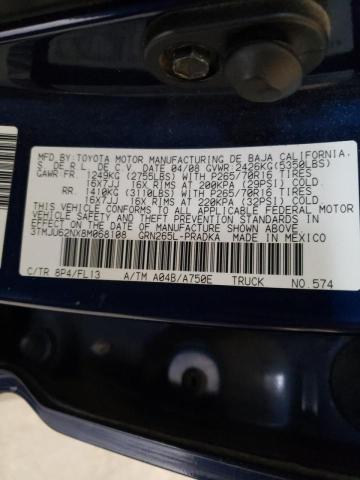 MFD.BY:TOYOTA MOTOR MANUFACTURING DE BAJA CALIFORNIA.
S. DE R.L. DE C.V. DATE 04/08 GVWR 2426KG(5350LBS)
GAWR FR. 1249KG (2755LBS) WITH P265/70R16 TIRES
16X7JJ 16X RIMS AT 200KPA (29PSI) COLD
RR. 1410KG (3110LBS) WITH P265/70R16 TIRES
16X7JJ 16X RIMS AT 220KPA (32PSI) COLD
THIS VEHICLE CONFORMS TO ALL APPLICABLE FEDERAL MOTOR
VEHICLE SAFETY AND THEFT PREVENTION STANDARDS IN
EFFECT ON THE DATE OF MANUFACTURE SHOWN ABOVE.
3TMJU62NX8M068108 GRN265L-PRADKA MADE IN MEXICO
C/TR 8P4/FL13 A/TM A04B/A750E TRUCK NO.574